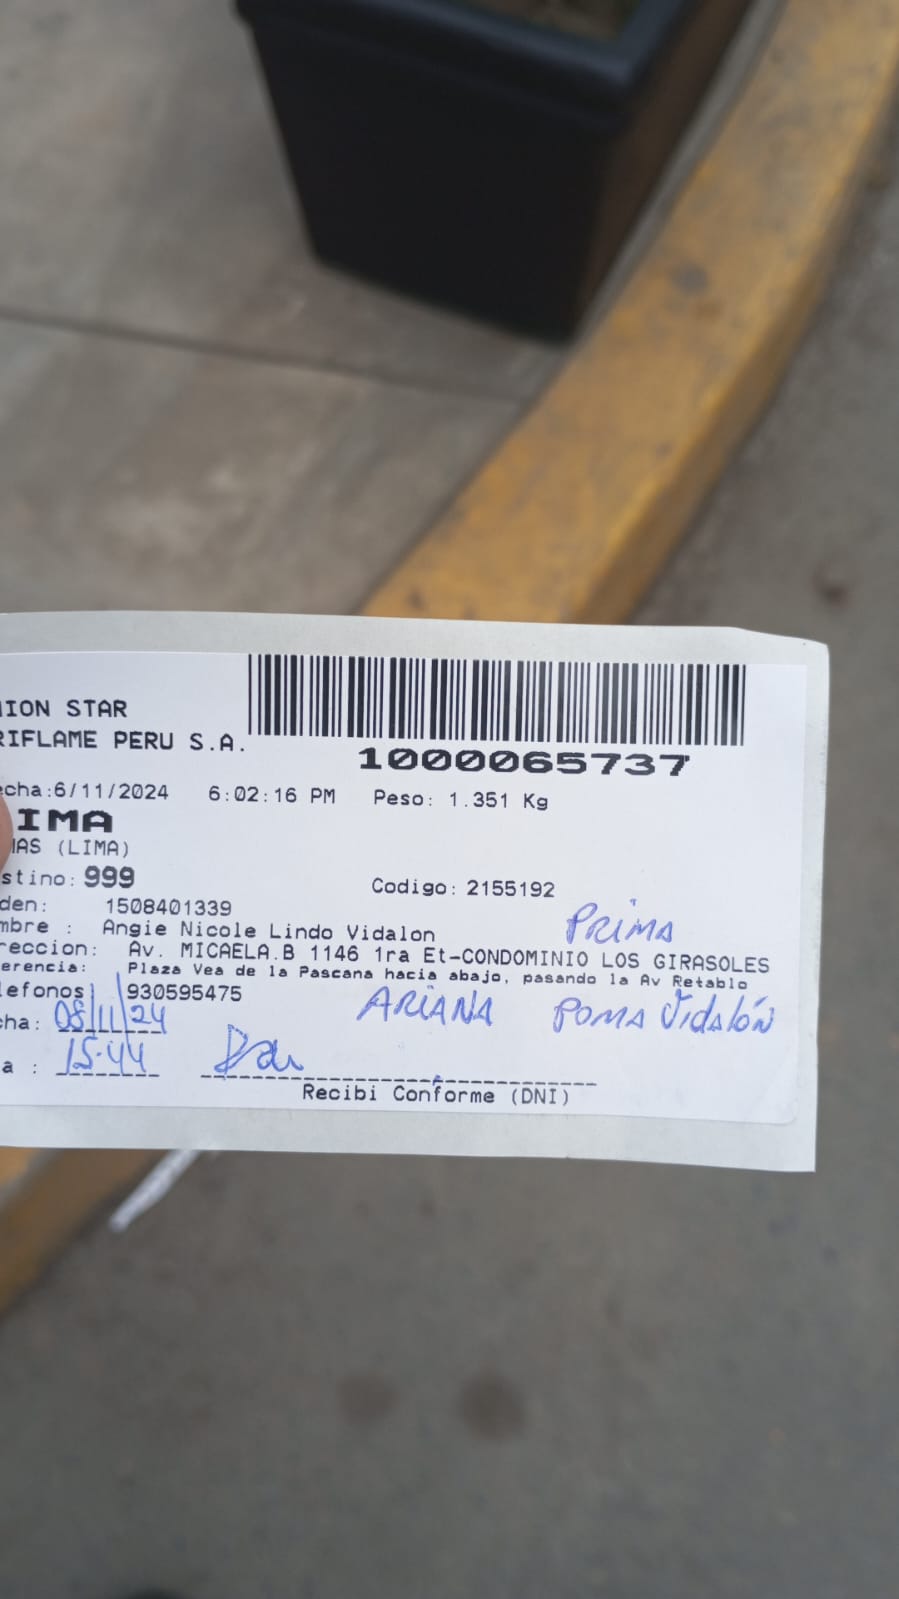 ION STAR
RIFLAME PERU S.A.
1000065737
cha:6/11/2024 6:02:16 PM Peso: 1.351 Kg
IMA
AS (LIMA)
stino: 999 Codigo: 2155192
den: 1508401339
mbre : Angie Nicole Lindo Vidalon PRIMA
reccion: Av. MICAELA.B 1146 1ra Et-CONDOMINIO LOS GIRASOLES
erencia: Plaza Vea de la Pascana hacia abajo, pasando la Av Retablo
lefonos 930595475
ARIANA POMA Vidalón
cha: 08/11/24
a : 15:44
Recibi Conforme (DNI)